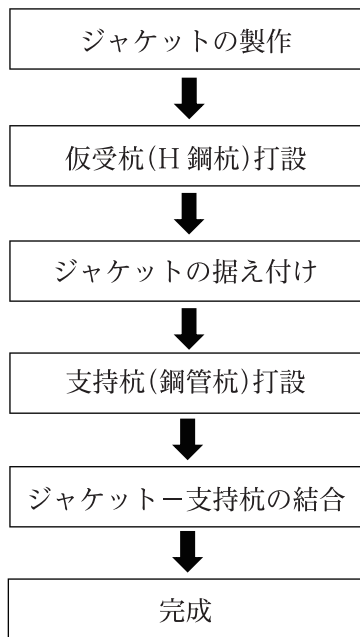 ジャケットの製作
仮受杭(H 鋼杭)打設
ジャケットの据え付け
支持杭(鋼管杭)打設
ジャケット－支持杭の結合
完成